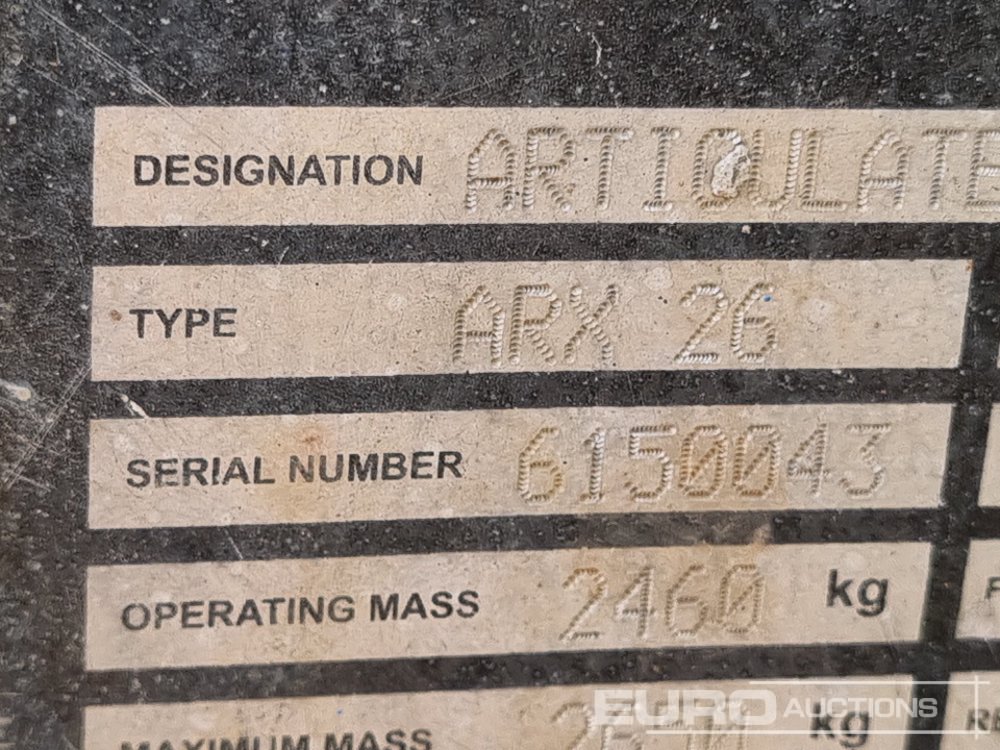 DESIGNATION ARTICULATE
TYPE ARX 26
SERIAL NUMBER 6150043
OPERATING MASS 2460 kg
MAXIMUM MASS kg
EURO AUCTIONS